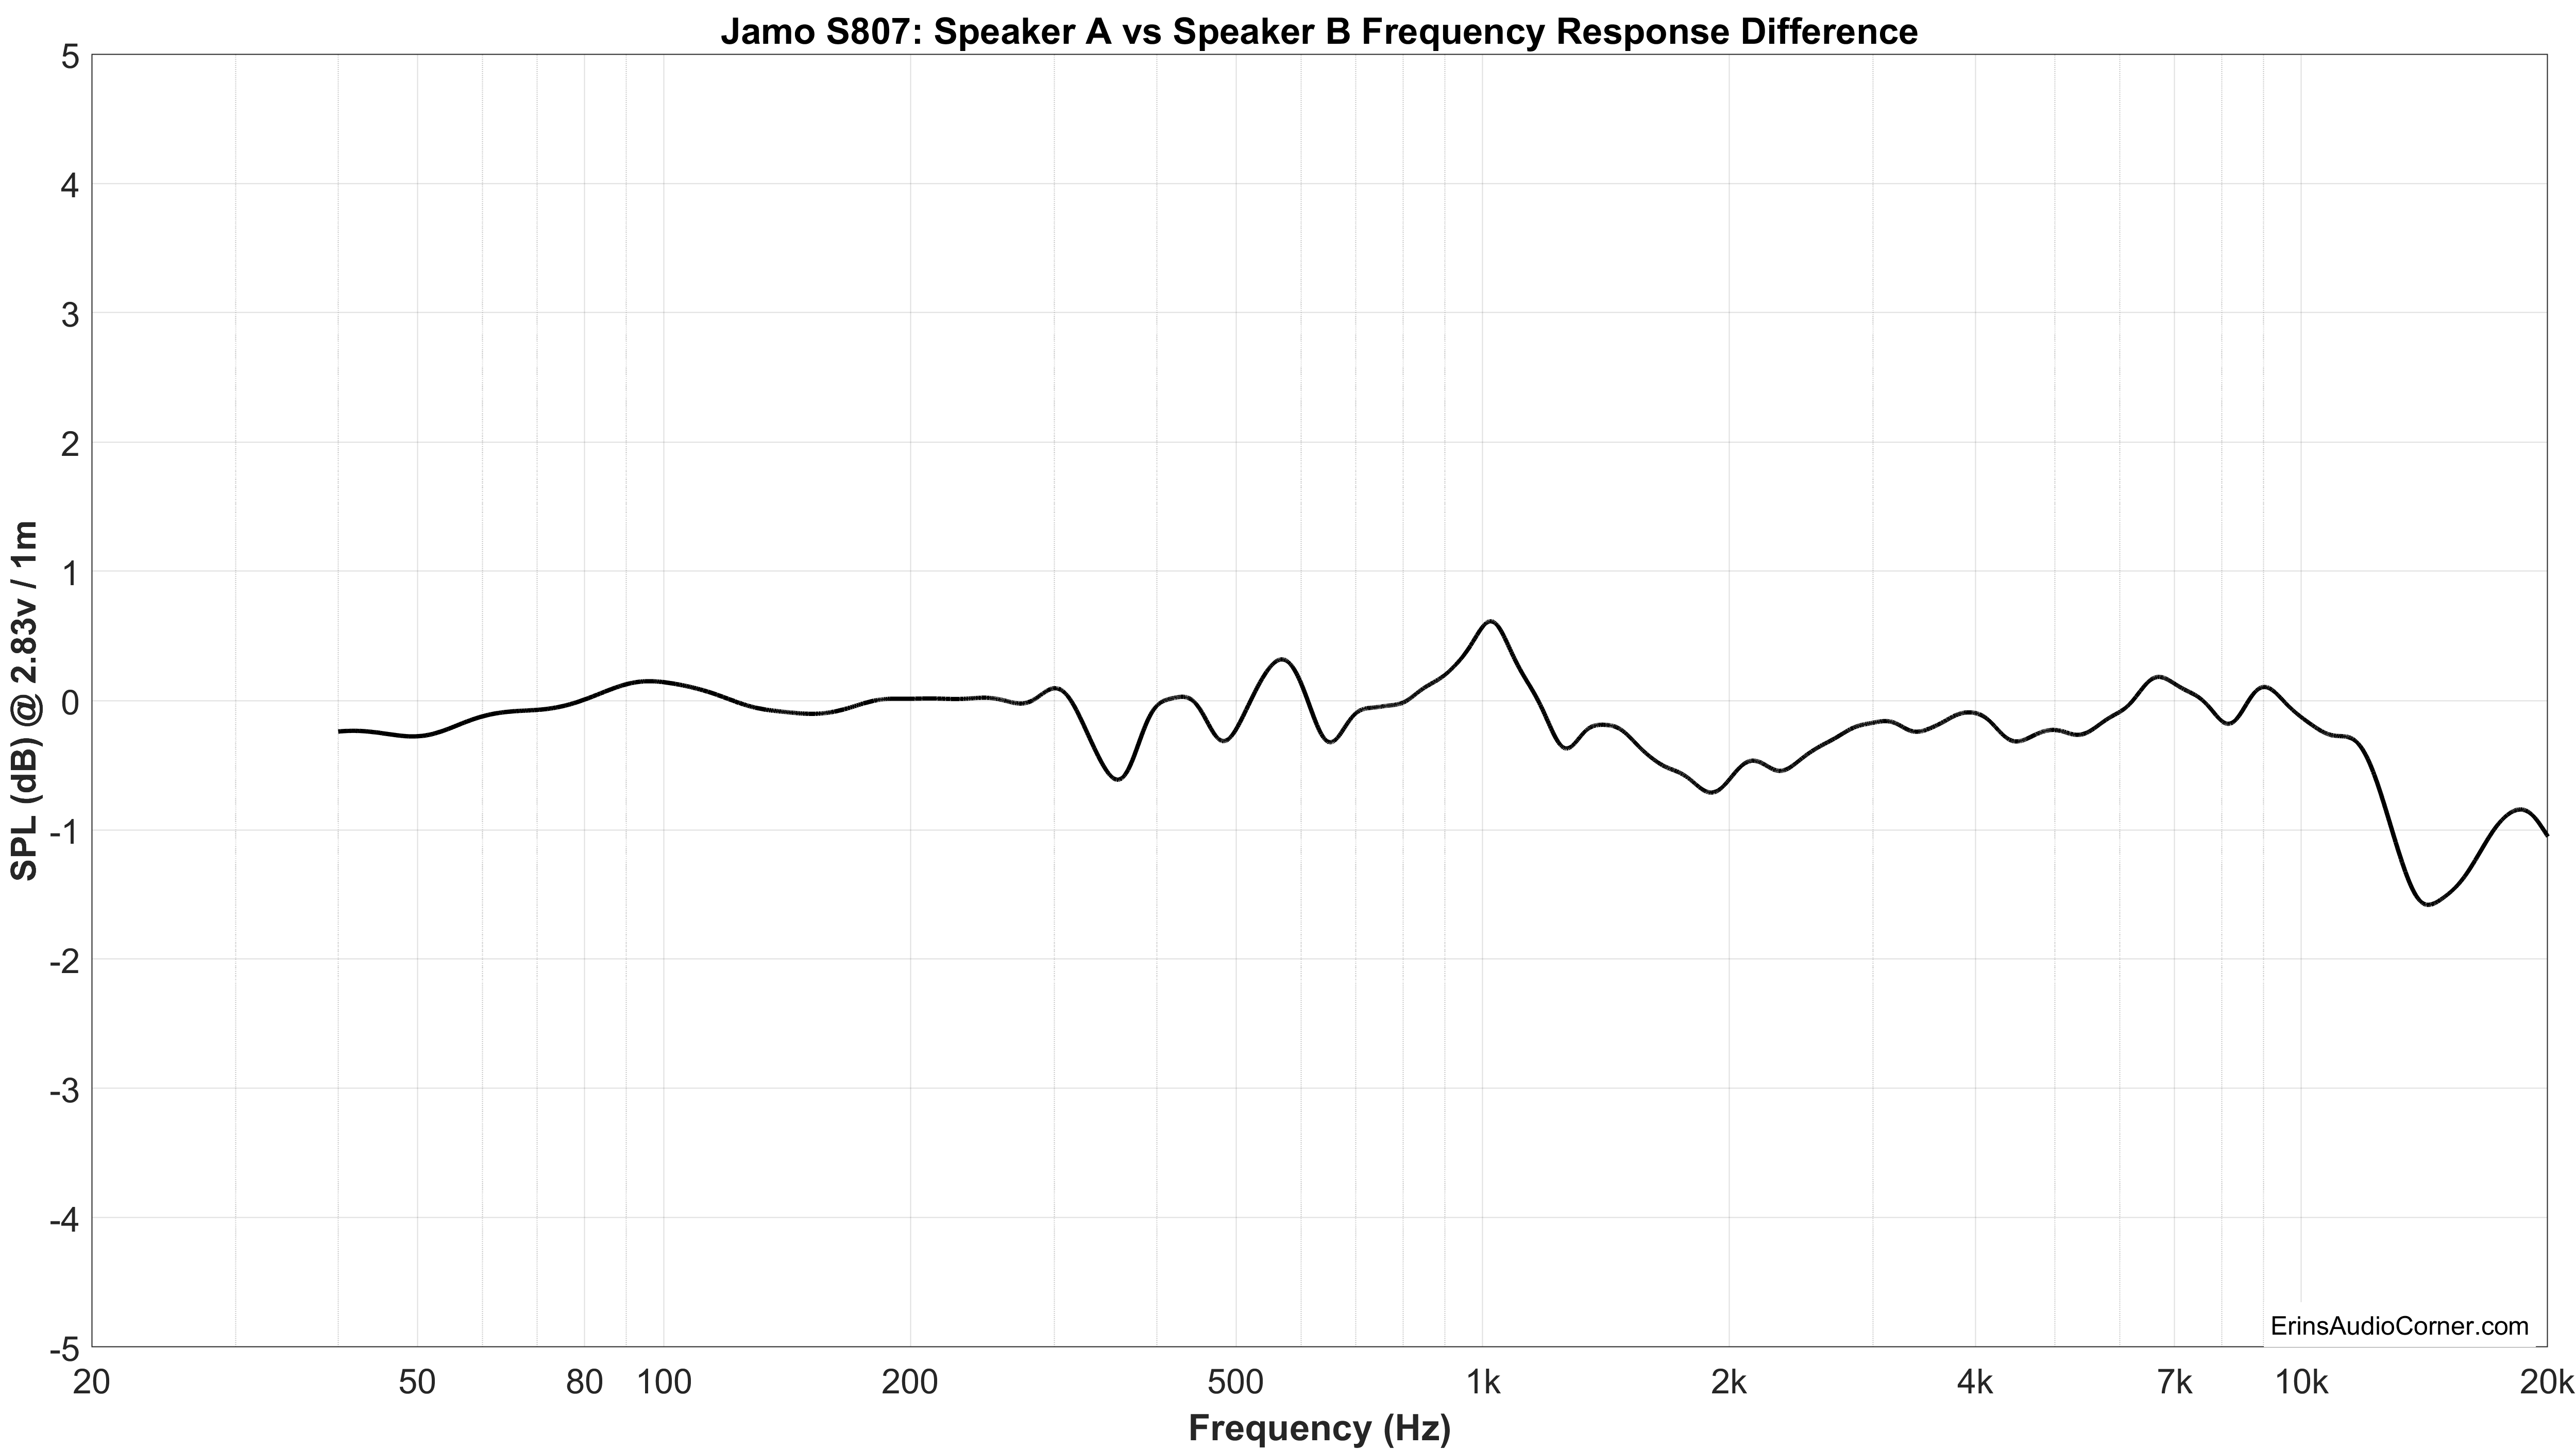 Jamo S807: Speaker A vs Speaker B Frequency Response Difference
5
4
3
2
1
0
-1
-2
-3
-4
-5
SPL (dB) @ 2.83v / 1m
ErinsAudioCorner.com
20 50 80 100 200 500 1k 2k 4k 7k 10k 20k
Frequency (Hz)